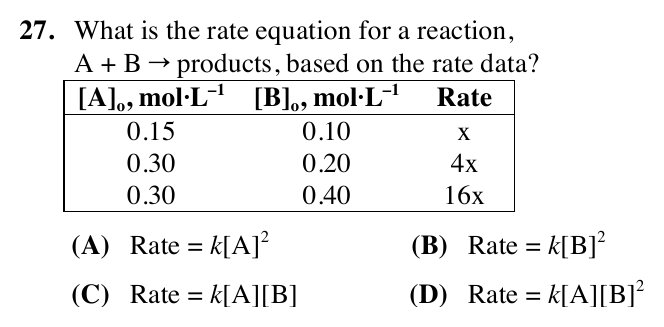 27. What is the rate equation for a reaction,
A + B → products, based on the rate data?
[A]₀, mol·L⁻¹ [B]₀, mol·L⁻¹ Rate
0.15 0.10 x
0.30 0.20 4x
0.30 0.40 16x
(A) Rate = k[A]² (B) Rate = k[B]²
(C) Rate = k[A][B] (D) Rate = k[A][B]²